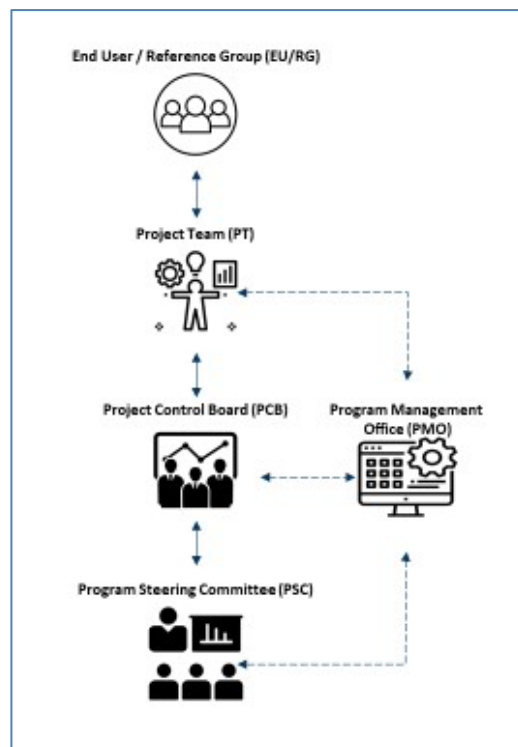 End User / Reference Group (EU/RG)
Project Team (PT)
Project Control Board (PCB)
Program Management
Office (PMO)
Program Steering Committee (PSC)